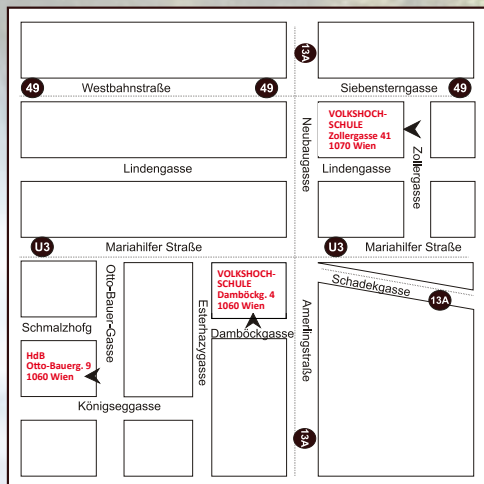 13A
49
Westbahnstraße
49
Siebensterngasse
49
Neubaugasse
VOLKSHOCH-
SCHULE
Zollergasse 41
1070 Wien
Zollergasse
Lindengasse
Lindengasse
U3
Mariahilfer Straße
U3
Mariahilfer Straße
Otto-Bauer-Gasse
Esterhazygasse
VOLKSHOCH-
SCHULE
Damböckg. 4
1060 Wien
Amerlingstraße
Schadekgasse
13A
Schmalzhofg
Damböckgasse
HdB
Otto-Bauerg. 9
1060 Wien
Königseggasse
13A